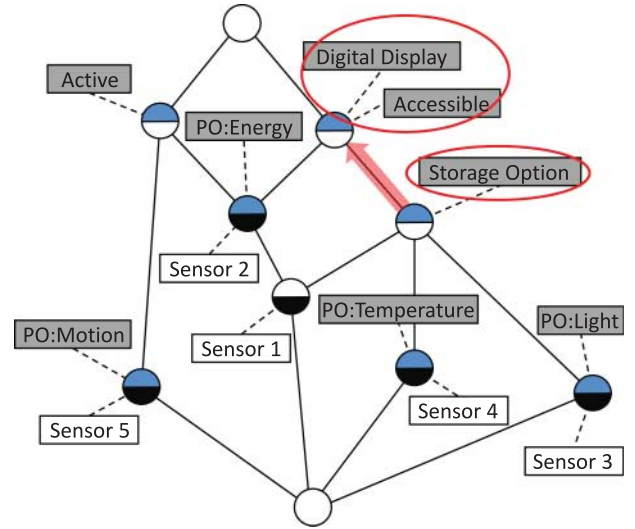 Digital Display
Active
Accessible
PO:Energy
Storage Option
Sensor 2
PO:Temperature
PO:Light
PO:Motion
Sensor 1
Sensor 4
Sensor 5
Sensor 3